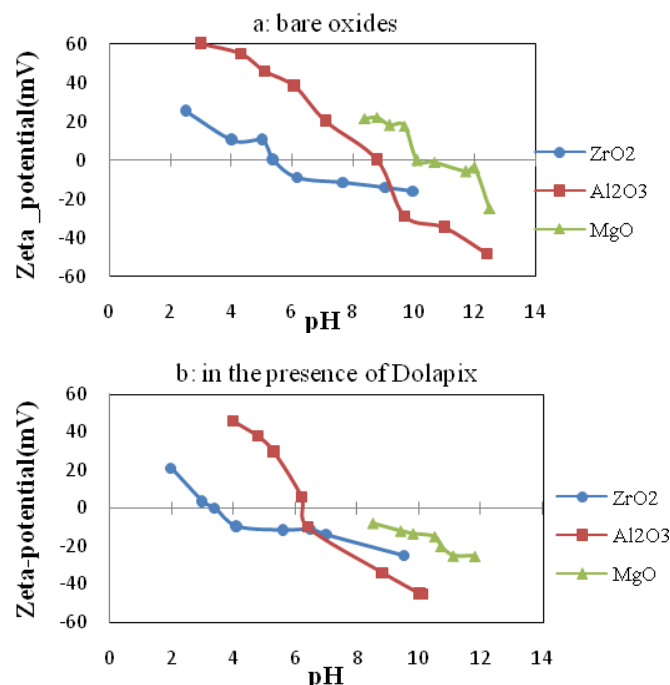 a: bare oxides
Zeta _potential(mV)
60
40
20
0
-20
-40
-60
0 2 4 6 8 10 12 14
pH
ZrO2
Al2O3
MgO
b: in the presence of Dolapix
Zeta-potential(mV)
60
40
20
0
-20
-40
-60
0 2 4 6 8 10 12 14
pH
ZrO2
Al2O3
MgO